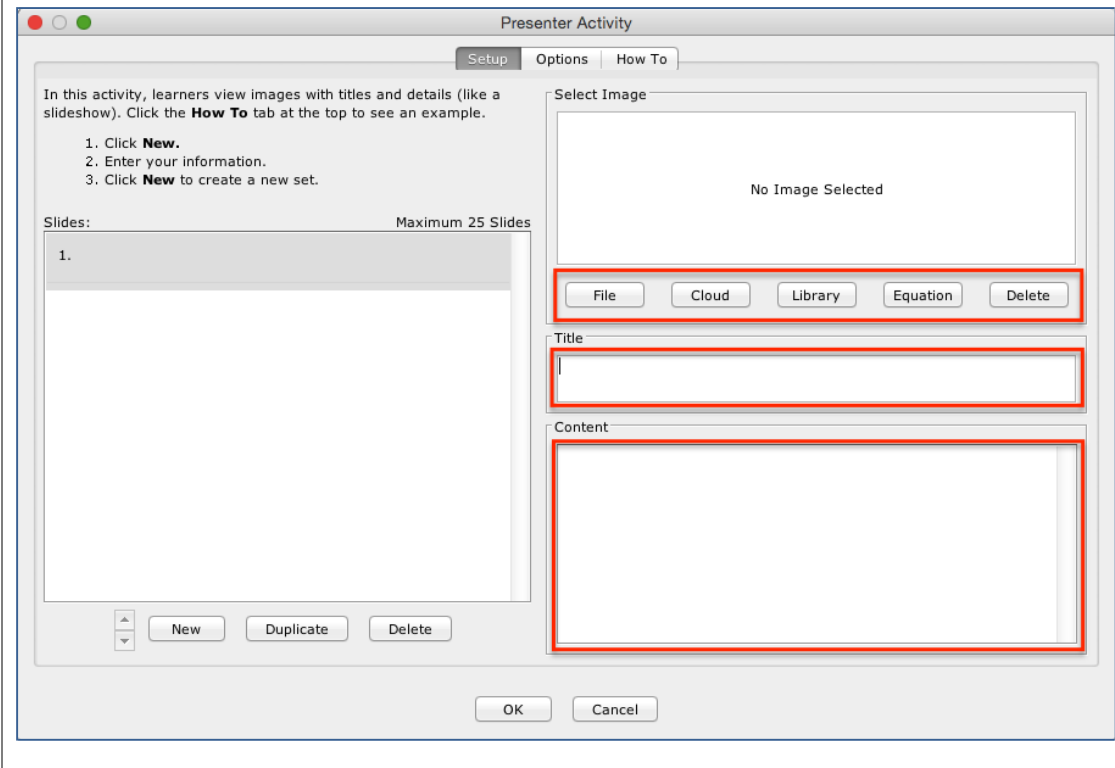 Presenter Activity
Setup Options How To
In this activity, learners view images with titles and details (like a
slideshow). Click the How To tab at the top to see an example.
1. Click New.
2. Enter your information.
3. Click New to create a new set.
Slides: Maximum 25 Slides
1.
New Duplicate Delete
Select Image
No Image Selected
File Cloud Library Equation Delete
Title
Content
OK Cancel